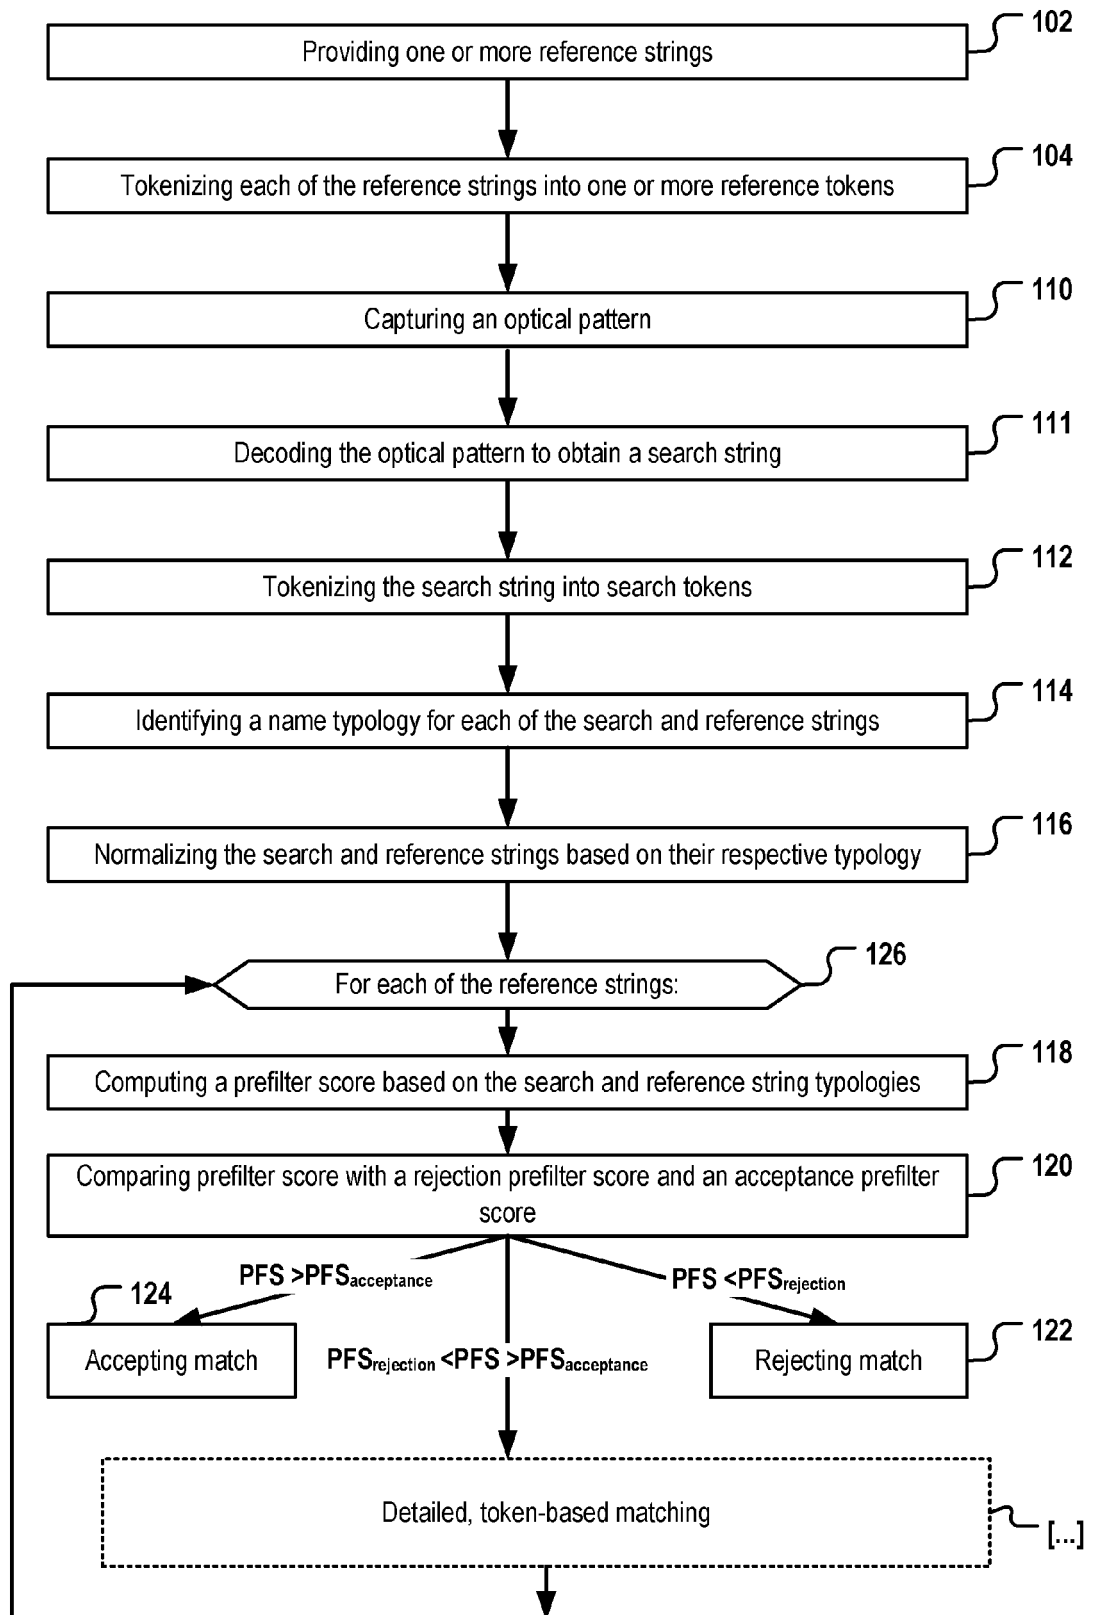 Providing one or more reference strings
102
Tokenizing each of the reference strings into one or more reference tokens
104
Capturing an optical pattern
110
Decoding the optical pattern to obtain a search string
111
Tokenizing the search string into search tokens
112
Identifying a name typology for each of the search and reference strings
114
Normalizing the search and reference strings based on their respective typology
116
For each of the reference strings:
126
Computing a prefilter score based on the search and reference string typologies
118
Comparing prefilter score with a rejection prefilter score and an acceptance prefilter
score
120
PFS >PFSacceptance
PFS <PFSrejection
124
Accepting match
PFSrejection <PFS >PFSacceptance
122
Rejecting match
Detailed, token-based matching
[...]